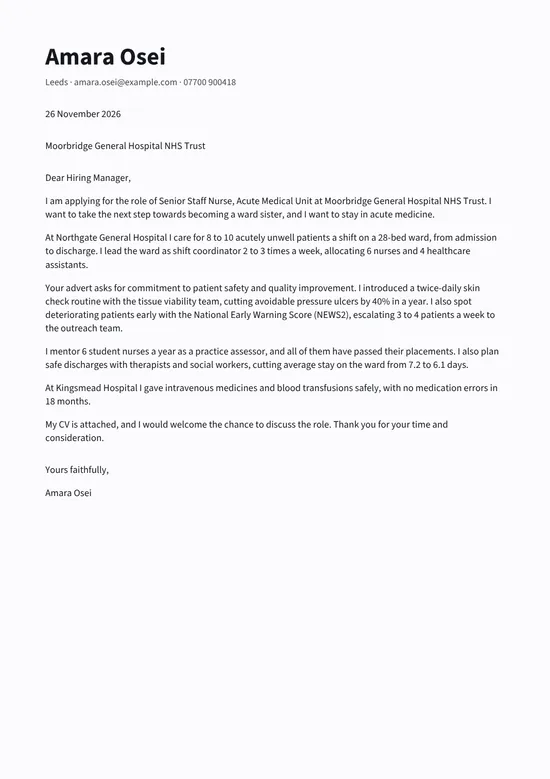 Amara Osei
Leeds · amara.osei@example.com · 07700 900418
26 November 2026
Moorbridge General Hospital NHS Trust
Dear Hiring Manager,
I am applying for the role of Senior Staff Nurse, Acute Medical Unit at Moorbridge General Hospital NHS Trust. I
want to take the next step towards becoming a ward sister, and I want to stay in acute medicine.
At Northgate General Hospital I care for 8 to 10 acutely unwell patients a shift on a 28-bed ward, from admission
to discharge. I lead the ward as shift coordinator 2 to 3 times a week, allocating 6 nurses and 4 healthcare
assistants.
Your advert asks for commitment to patient safety and quality improvement. I introduced a twice-daily skin
check routine with the tissue viability team, cutting avoidable pressure ulcers by 40% in a year. I also spot
deteriorating patients early with the National Early Warning Score (NEWS2), escalating 3 to 4 patients a week to
the outreach team.
I mentor 6 student nurses a year as a practice assessor, and all of them have passed their placements. I also plan
safe discharges with therapists and social workers, cutting average stay on the ward from 7.2 to 6.1 days.
At Kingsmead Hospital I gave intravenous medicines and blood transfusions safely, with no medication errors in
18 months.
My CV is attached, and I would welcome the chance to discuss the role. Thank you for your time and
consideration.
Yours faithfully,
Amara Osei